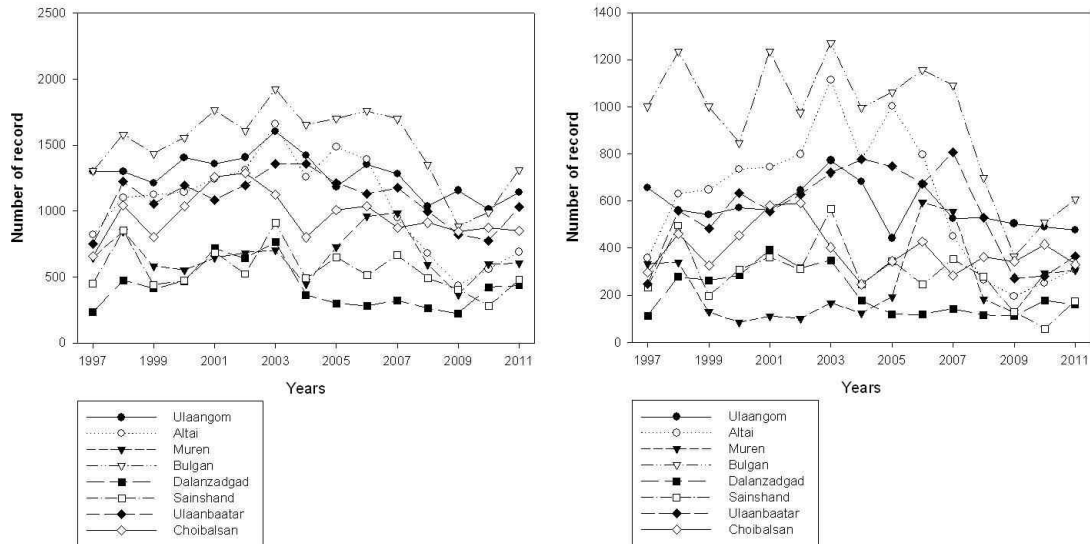 2500
2000
1500
1000
500
0
Number of record
1997 1999 2001 2003 2005 2007 2009 2011
Years
Ulaangom
Altai
Muren
Bulgan
Dalanzadgad
Sainshand
Ulaanbaatar
Choibalsan
1400
1200
1000
800
600
400
200
0
Number of record
1997 1999 2001 2003 2005 2007 2009 2011
Years
Ulaangom
Altai
Muren
Bulgan
Dalanzadgad
Sainshand
Ulaanbaatar
Choibalsan